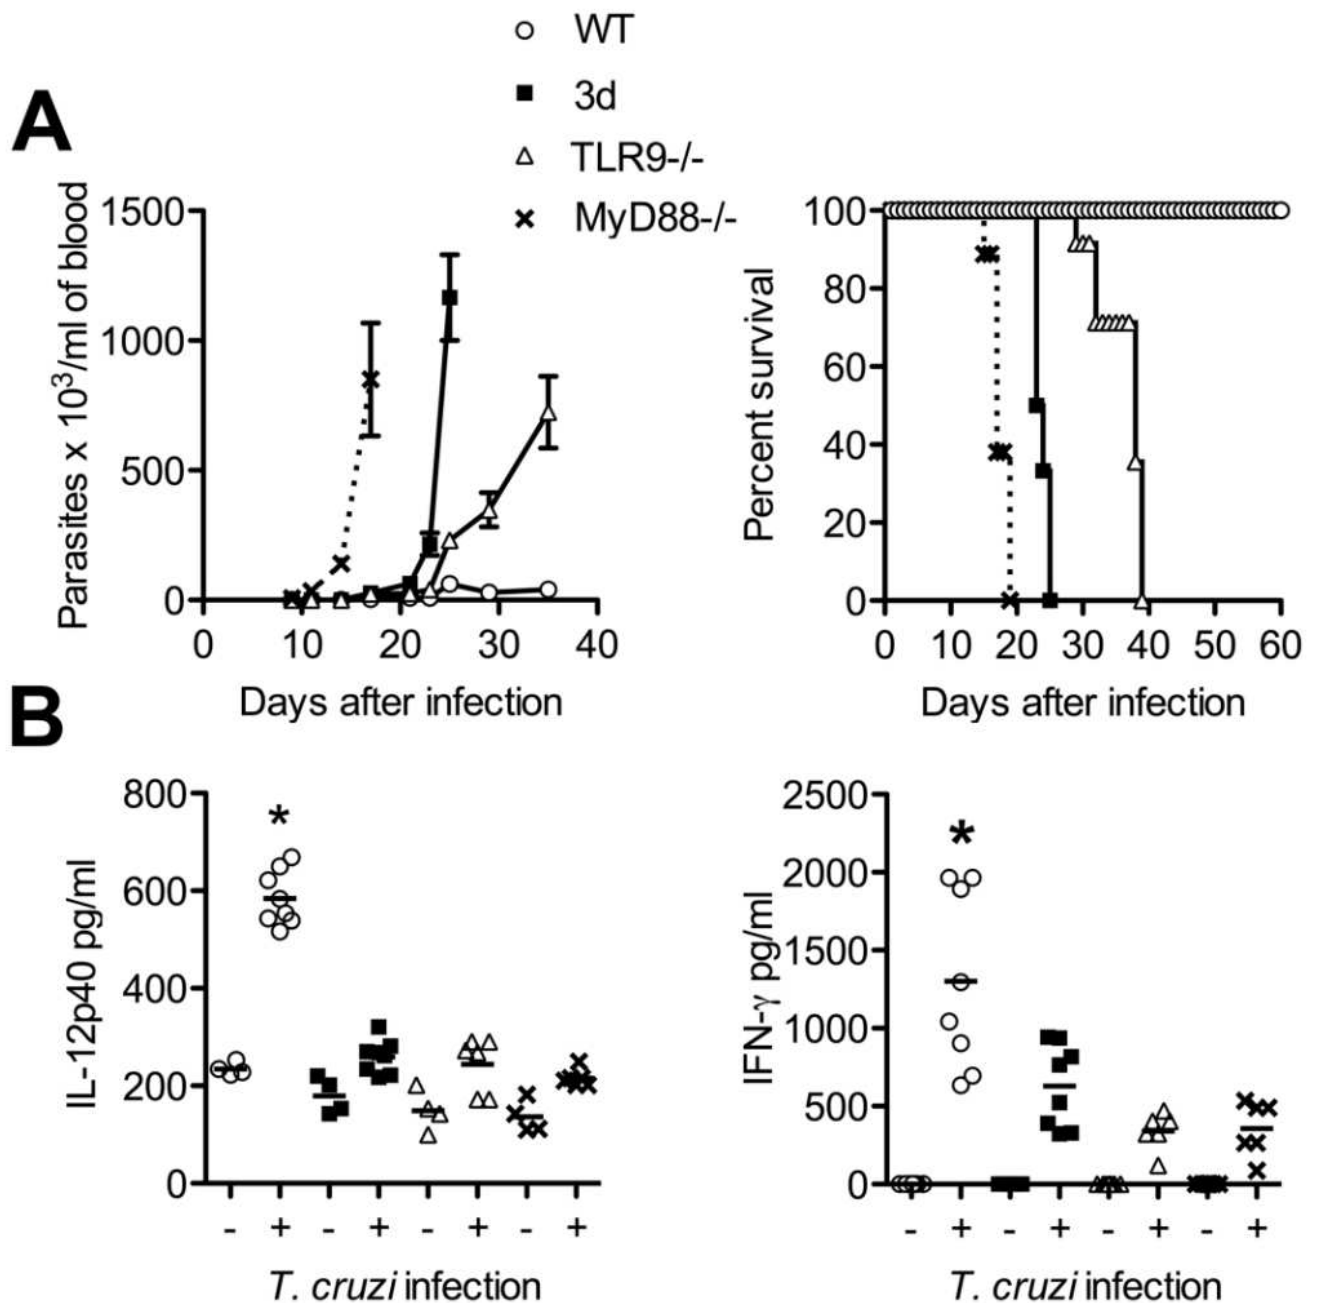 WT
3d
TLR9-/-
MyD88-/-
A
Parasites x 10³/ml of blood
1500
1000
500
0
0 10 20 30 40
Days after infection
Percent survival
100
80
60
40
20
0
0 10 20 30 40 50 60
Days after infection
B
IL-12p40 pg/ml
800
600
400
200
0
*
- + - + - + - +
T. cruzi infection
IFN-γ pg/ml
2500
2000
1500
1000
500
0
*
- + - + - + - +
T. cruzi infection